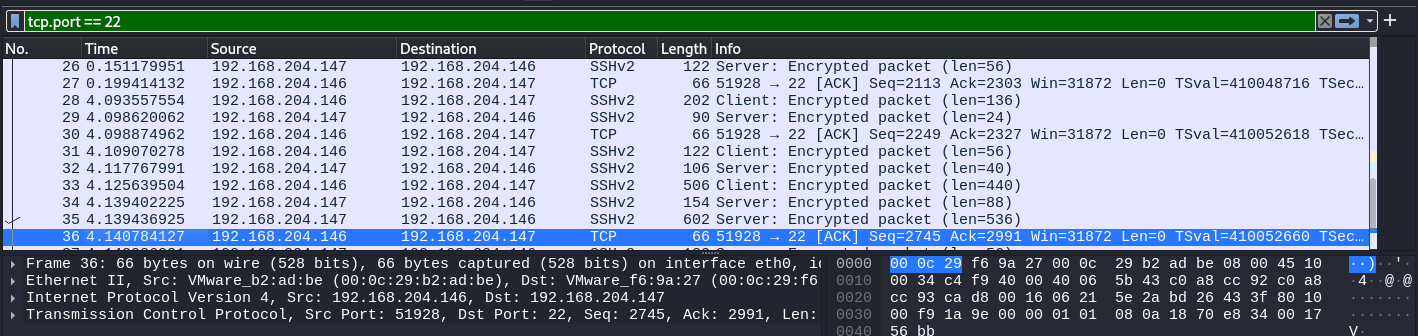 tcp.port == 22
No. Time Source Destination Protocol Length Info
26 0.151179951 192.168.204.147 192.168.204.146 SSHv2 122 Server: Encrypted packet (len=56)
27 0.199414132 192.168.204.146 192.168.204.147 TCP 66 51928 → 22 [ACK] Seq=2113 Ack=2303 Win=31872 Len=0 TSval=410048716 TSec…
28 4.093557554 192.168.204.146 192.168.204.147 SSHv2 202 Client: Encrypted packet (len=136)
29 4.098620062 192.168.204.147 192.168.204.146 SSHv2 90 Server: Encrypted packet (len=24)
30 4.098874962 192.168.204.146 192.168.204.147 TCP 66 51928 → 22 [ACK] Seq=2249 Ack=2327 Win=31872 Len=0 TSval=410052618 TSec…
31 4.109070278 192.168.204.146 192.168.204.147 SSHv2 122 Client: Encrypted packet (len=56)
32 4.117767991 192.168.204.147 192.168.204.146 SSHv2 106 Server: Encrypted packet (len=40)
33 4.125639504 192.168.204.146 192.168.204.147 SSHv2 506 Client: Encrypted packet (len=440)
34 4.139402225 192.168.204.147 192.168.204.146 SSHv2 154 Server: Encrypted packet (len=88)
35 4.139436925 192.168.204.147 192.168.204.146 SSHv2 602 Server: Encrypted packet (len=536)
36 4.140784127 192.168.204.146 192.168.204.147 TCP 66 51928 → 22 [ACK] Seq=2745 Ack=2991 Win=31872 Len=0 TSval=410052660 TSec…
Frame 36: 66 bytes on wire (528 bits), 66 bytes captured (528 bits) on interface eth0, id
Ethernet II, Src: VMware_b2:ad:be (00:0c:29:b2:ad:be), Dst: VMware_f6:9a:27 (00:0c:29:f6
Internet Protocol Version 4, Src: 192.168.204.146, Dst: 192.168.204.147
Transmission Control Protocol, Src Port: 51928, Dst Port: 22, Seq: 2745, Ack: 2991, Len:
0000 00 0c 29 f6 9a 27 00 0c 29 b2 ad be 08 00 45 10 ··)··'··
0010 00 34 c4 f9 40 00 40 06 5b 43 c0 a8 cc 92 c0 a8 ·4··@·@·
0020 cc 93 ca d8 00 16 06 21 5e 2a bd 26 43 3f 80 10
0030 00 f9 1a 9e 00 00 01 01 08 0a 18 70 e8 34 00 17
0040 56 bb V·